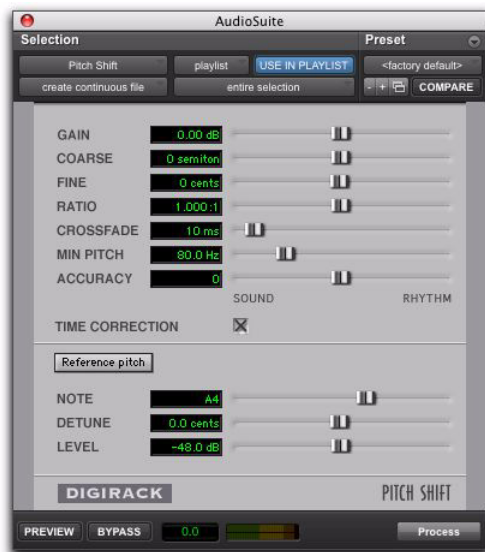 AudioSuite
Selection Preset
Pitch Shift playlist USE IN PLAYLIST <factory default>
create continuous file entire selection - + COMPARE
GAIN 0.00 dB
COARSE 0 semiton
FINE 0 cents
RATIO 1.000:1
CROSSFADE 10 ms
MIN PITCH 80.0 Hz
ACCURACY 0
SOUND RHYTHM
TIME CORRECTION
Reference pitch
NOTE A4
DETUNE 0.0 cents
LEVEL -48.0 dB
DIGIRACK PITCH SHIFT
PREVIEW BYPASS 0.0 Process